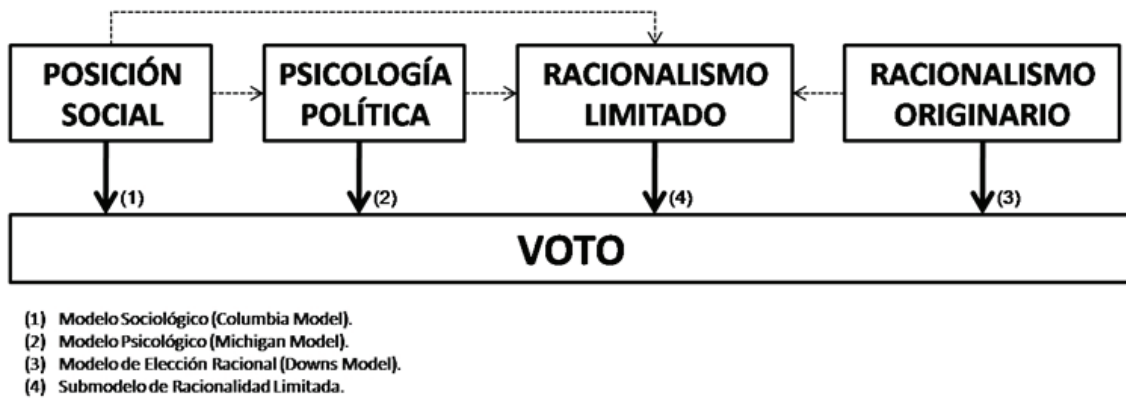 POSICIÓN SOCIAL
PSICOLOGÍA POLÍTICA
RACIONALISMO LIMITADO
RACIONALISMO ORIGINARIO
(1)
(2)
(4)
(3)
VOTO
(1) Modelo Sociológico (Columbia Model).
(2) Modelo Psicológico (Michigan Model).
(3) Modelo de Elección Racional (Downs Model).
(4) Submodelo de Racionalidad Limitada.